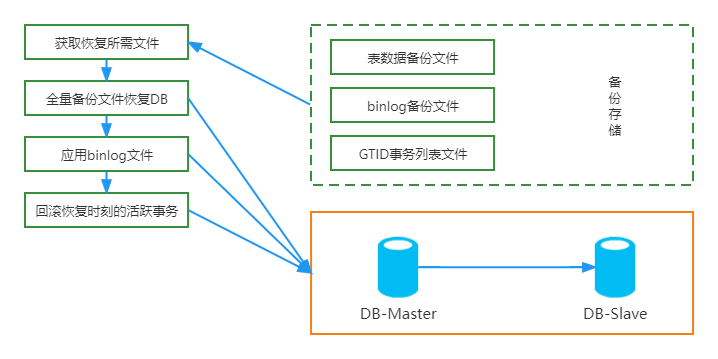 获取恢复所需文件
全量备份文件恢复DB
应用binlog文件
回滚恢复时刻的活跃事务
表数据备份文件
binlog备份文件
GTID事务列表文件
备份存储
DB-Master
DB-Slave